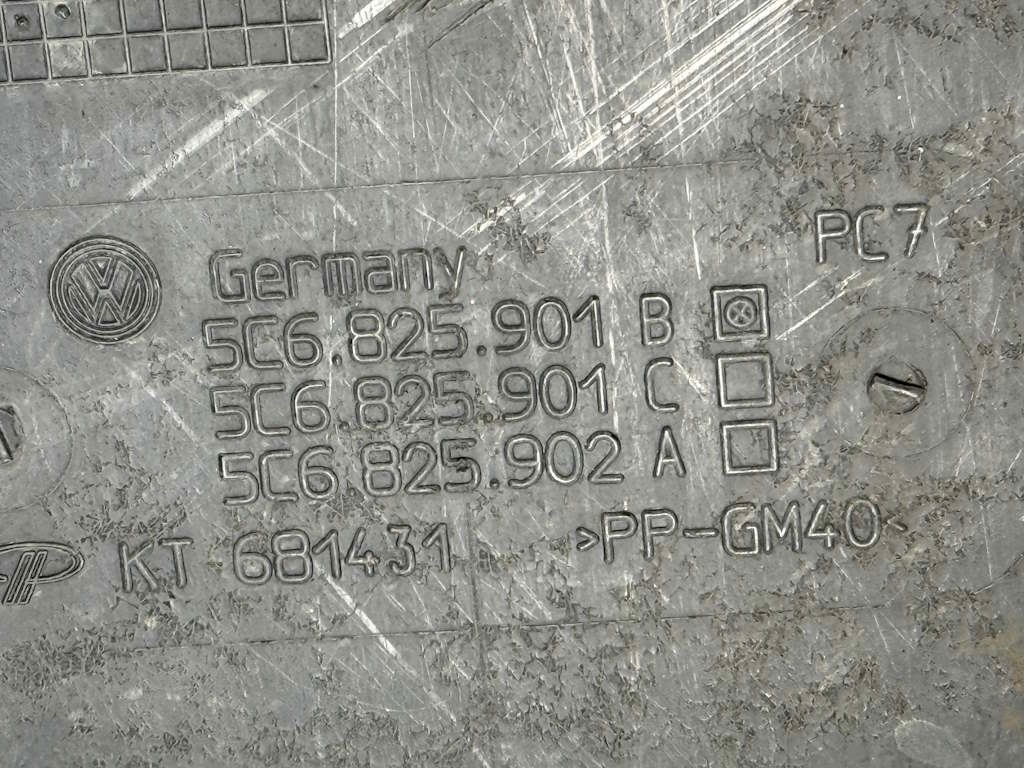 PC7
Germany
5C6.825.901 B
5C6.825.901 C
5C6.825.902 A
KT 681431 >PP-GM40<